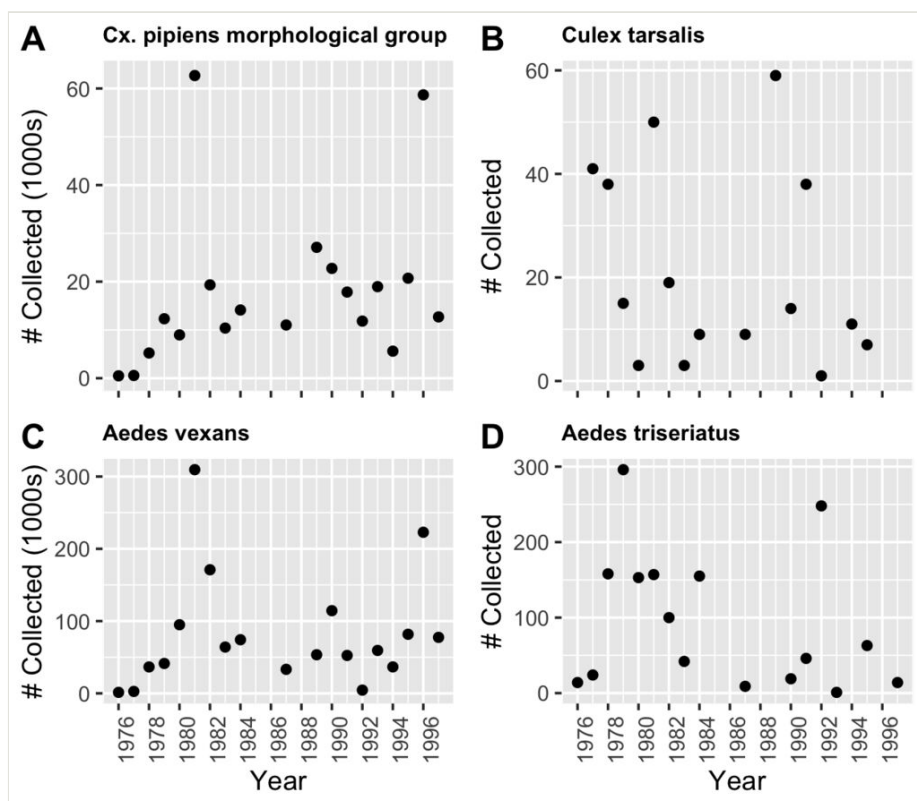 A Cx. pipiens morphological group
# Collected (1000s)
60
40
20
0
B Culex tarsalis
# Collected
60
40
20
0
C Aedes vexans
# Collected (1000s)
300
200
100
0
1976 1978 1980 1982 1984 1986 1988 1990 1992 1994 1996
Year
D Aedes triseriatus
# Collected
300
200
100
0
1976 1978 1980 1982 1984 1986 1988 1990 1992 1994 1996
Year